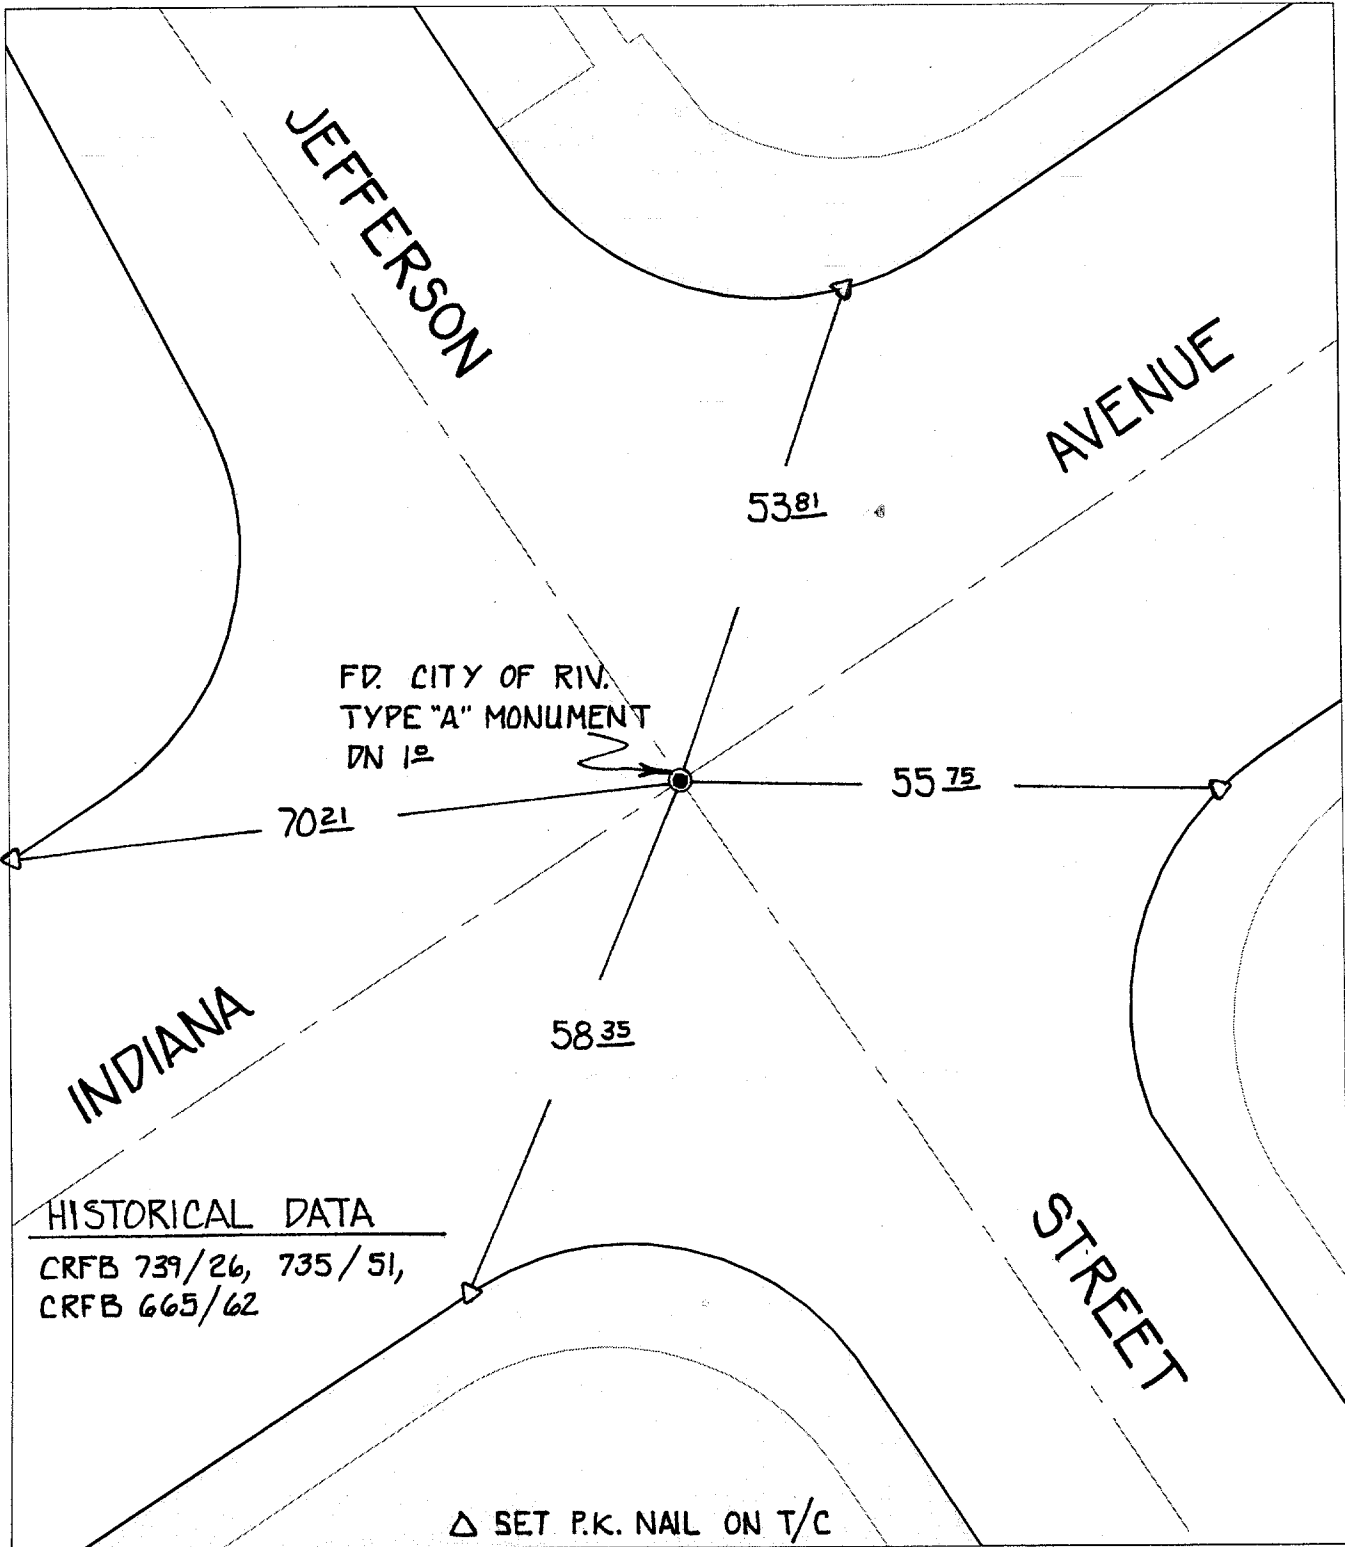 JEFFERSON
AVENUE
53 81
FD. CITY OF RIV.
TYPE "A" MONUMENT
DN 1º
55 75
70 21
58 35
INDIANA
STREET
HISTORICAL DATA
CRFB 739/26, 735/51,
CRFB 665/62
△ SET P.K. NAIL ON T/C